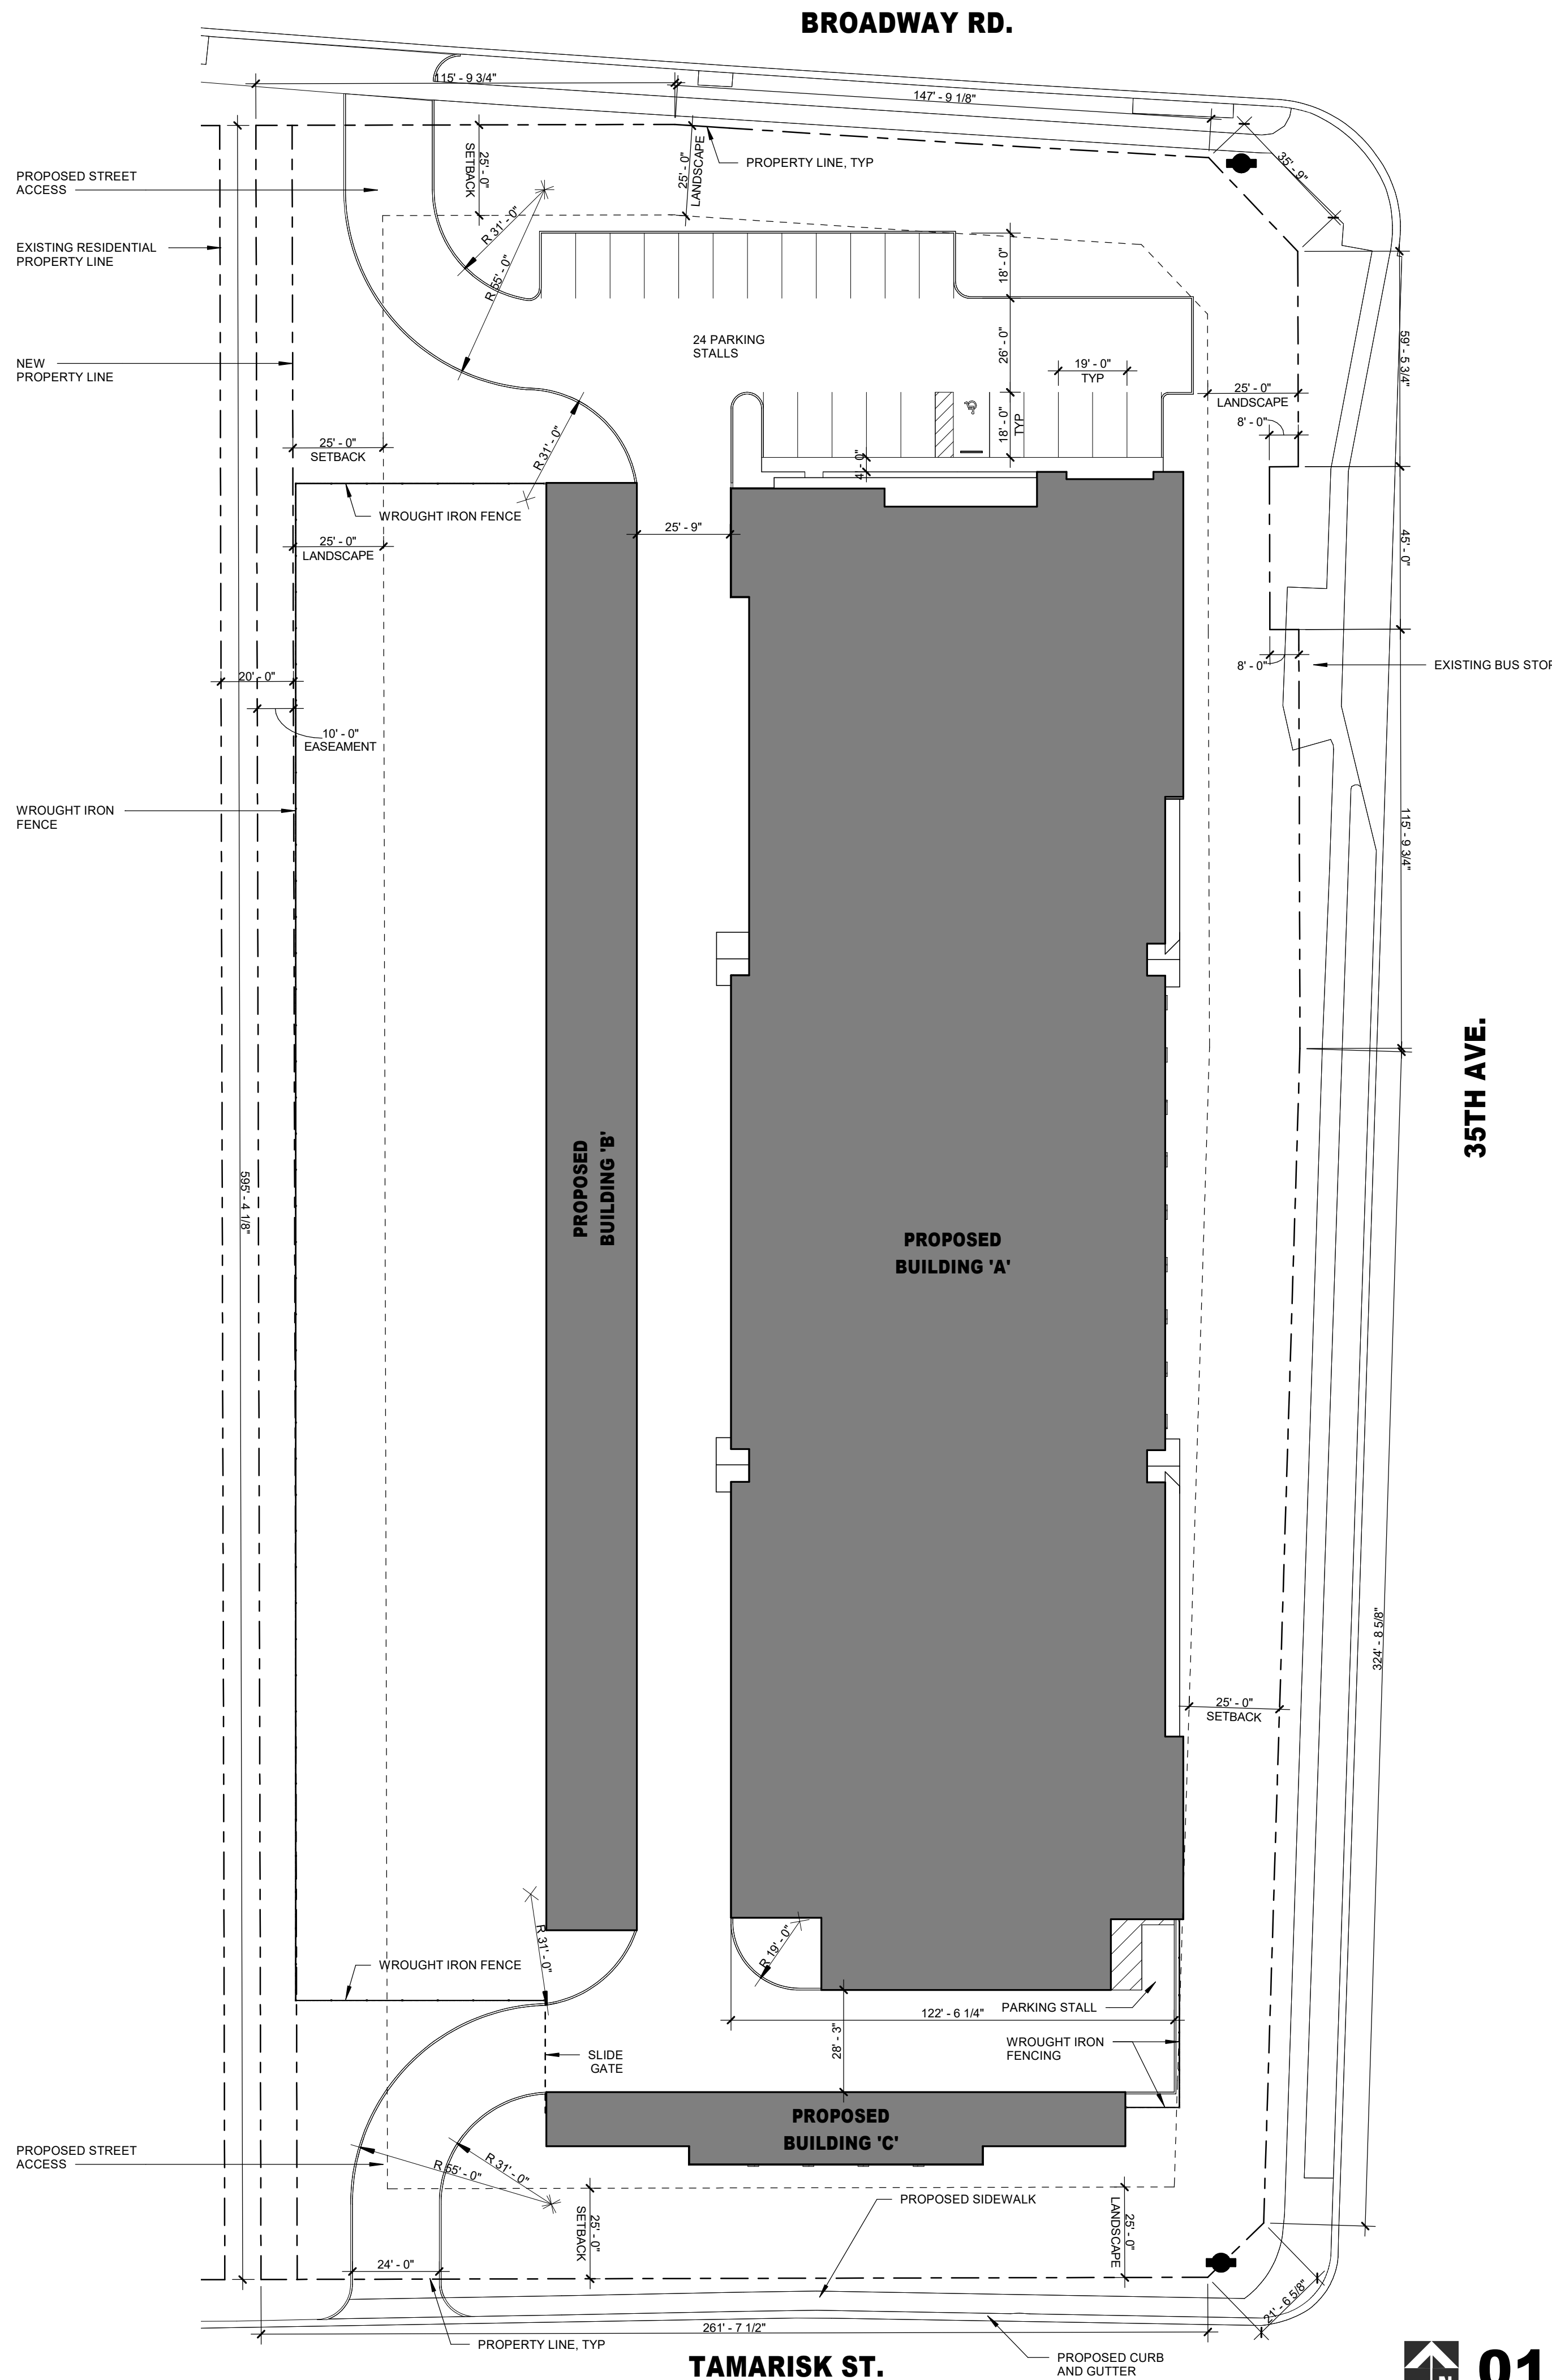 BROADWAY RD.
115' - 9 3/4"
147' - 9 1/8"
35' - 9"
25' - 0"
SETBACK
25' - 0"
LANDSCAPE
PROPERTY LINE, TYP
PROPOSED STREET
ACCESS
R 31' - 0"
R 55' - 0"
EXISTING RESIDENTIAL
PROPERTY LINE
18' - 0"
24 PARKING
STALLS
26' - 0"
59' - 5 3/4"
NEW
PROPERTY LINE
19' - 0"
TYP
25' - 0"
LANDSCAPE
8' - 0"
18' - 0"
TYP
R 31' - 0"
25' - 0"
SETBACK
4' - 0"
WROUGHT IRON FENCE
25' - 9"
25' - 0"
LANDSCAPE
45' - 0"
8' - 0"
EXISTING BUS STOP
20' - 0"
10' - 0"
EASEAMENT
WROUGHT IRON
FENCE
115' - 9 3/4"
35TH AVE.
595' - 4 1/8"
PROPOSED
BUILDING 'B'
PROPOSED
BUILDING 'A'
324' - 8 5/8"
25' - 0"
SETBACK
R 31' - 0"
R 19' - 0"
WROUGHT IRON FENCE
PARKING STALL
122' - 6 1/4"
28' - 3"
WROUGHT IRON
FENCING
SLIDE
GATE
PROPOSED
BUILDING 'C'
PROPOSED STREET
ACCESS
R 55' - 0"
R 31' - 0"
PROPOSED SIDEWALK
25' - 0"
SETBACK
25' - 0"
LANDSCAPE
24' - 0"
21' - 6 5/8"
261' - 7 1/2"
PROPERTY LINE, TYP
PROPOSED CURB
AND GUTTER
TAMARISK ST.
N
01